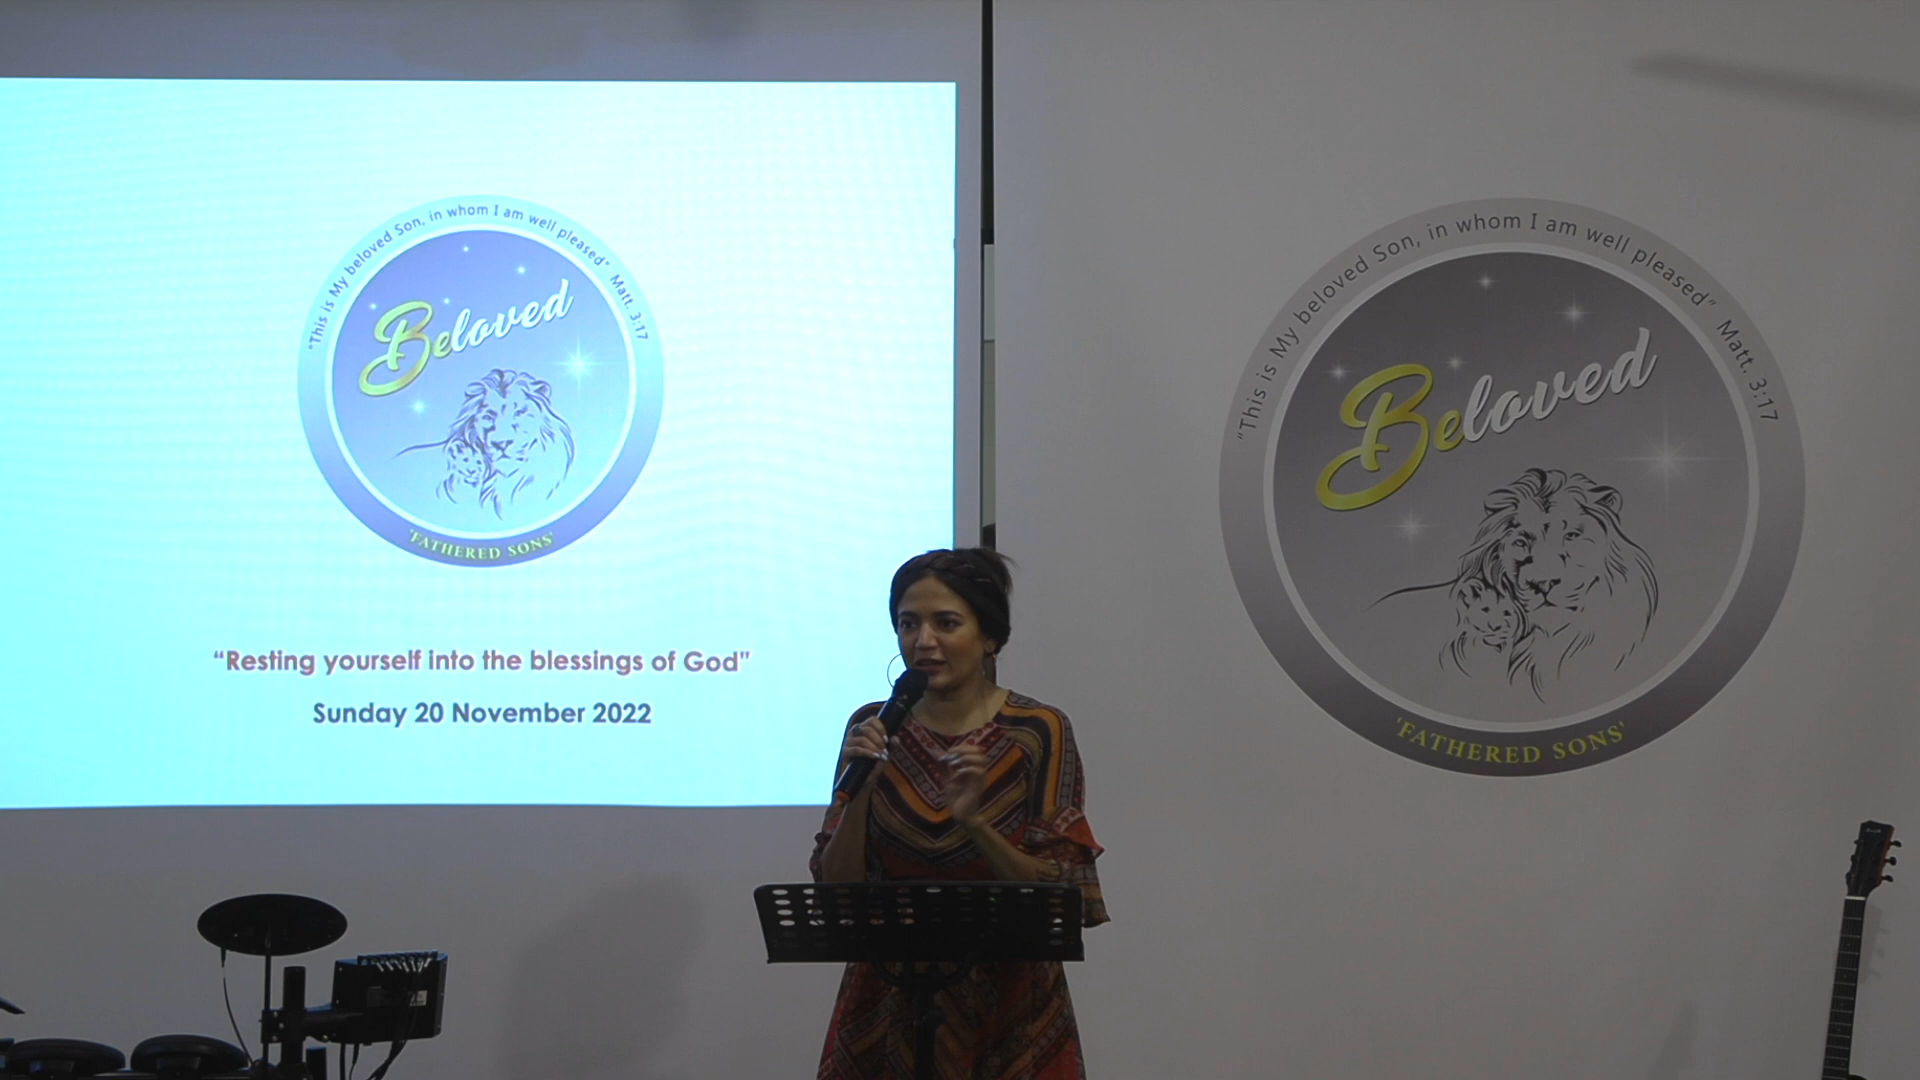 “This is My beloved Son, in whom I am well pleased” Matt. 3:17
Beloved
'FATHERED SONS'
“Resting yourself into the blessings of God”
Sunday 20 November 2022
“This is My beloved Son, in whom I am well pleased” Matt. 3:17
Beloved
'FATHERED SONS'